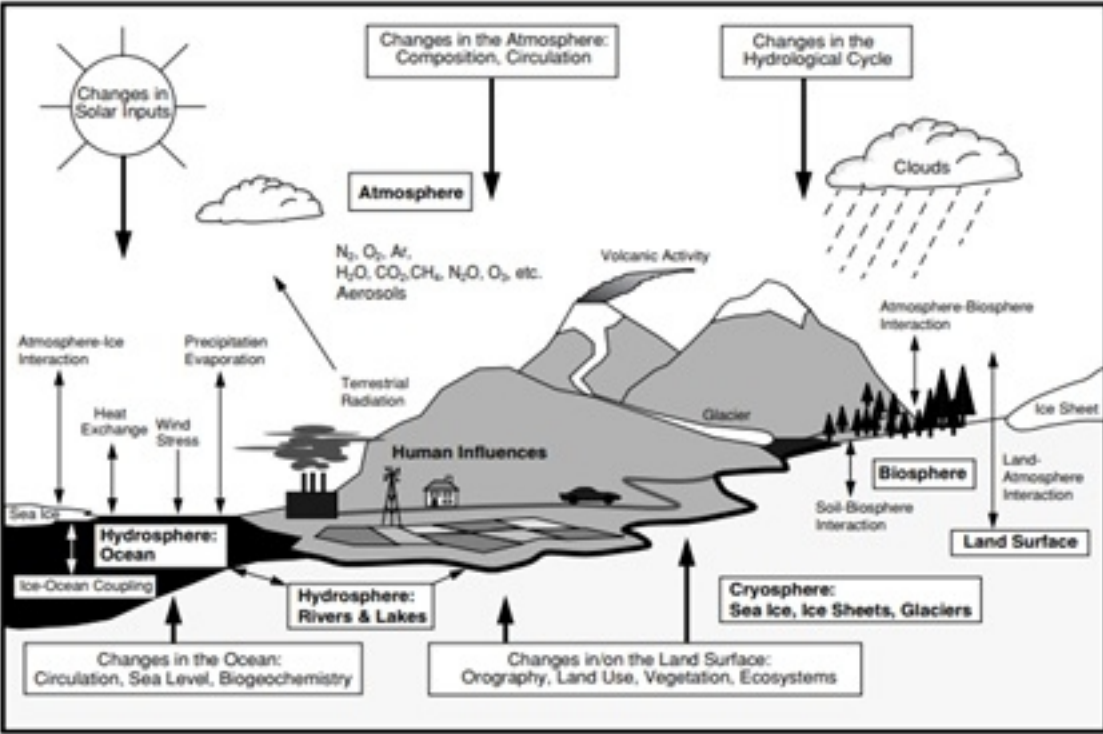 Changes in
Solar Inputs
Changes in the Atmosphere:
Composition, Circulation
Changes in the
Hydrological Cycle
Clouds
Atmosphere
N₂, O₂, Ar,
H₂O, CO₂,CH₄, N₂O, O₃, etc.
Aerosols
Volcanic Activity
Atmosphere-Biosphere
Interaction
Atmosphere-Ice
Interaction
Precipitation
Evaporation
Terrestrial
Radiation
Heat
Exchange
Wind
Stress
Glacier
Ice Sheet
Human Influences
Biosphere
Land-
Atmosphere
Interaction
Soil-Biosphere
Interaction
Sea Ice
Hydrosphere:
Ocean
Land Surface
Ice-Ocean Coupling
Hydrosphere:
Rivers & Lakes
Cryosphere:
Sea Ice, Ice Sheets, Glaciers
Changes in the Ocean:
Circulation, Sea Level, Biogeochemistry
Changes in/on the Land Surface:
Orography, Land Use, Vegetation, Ecosystems